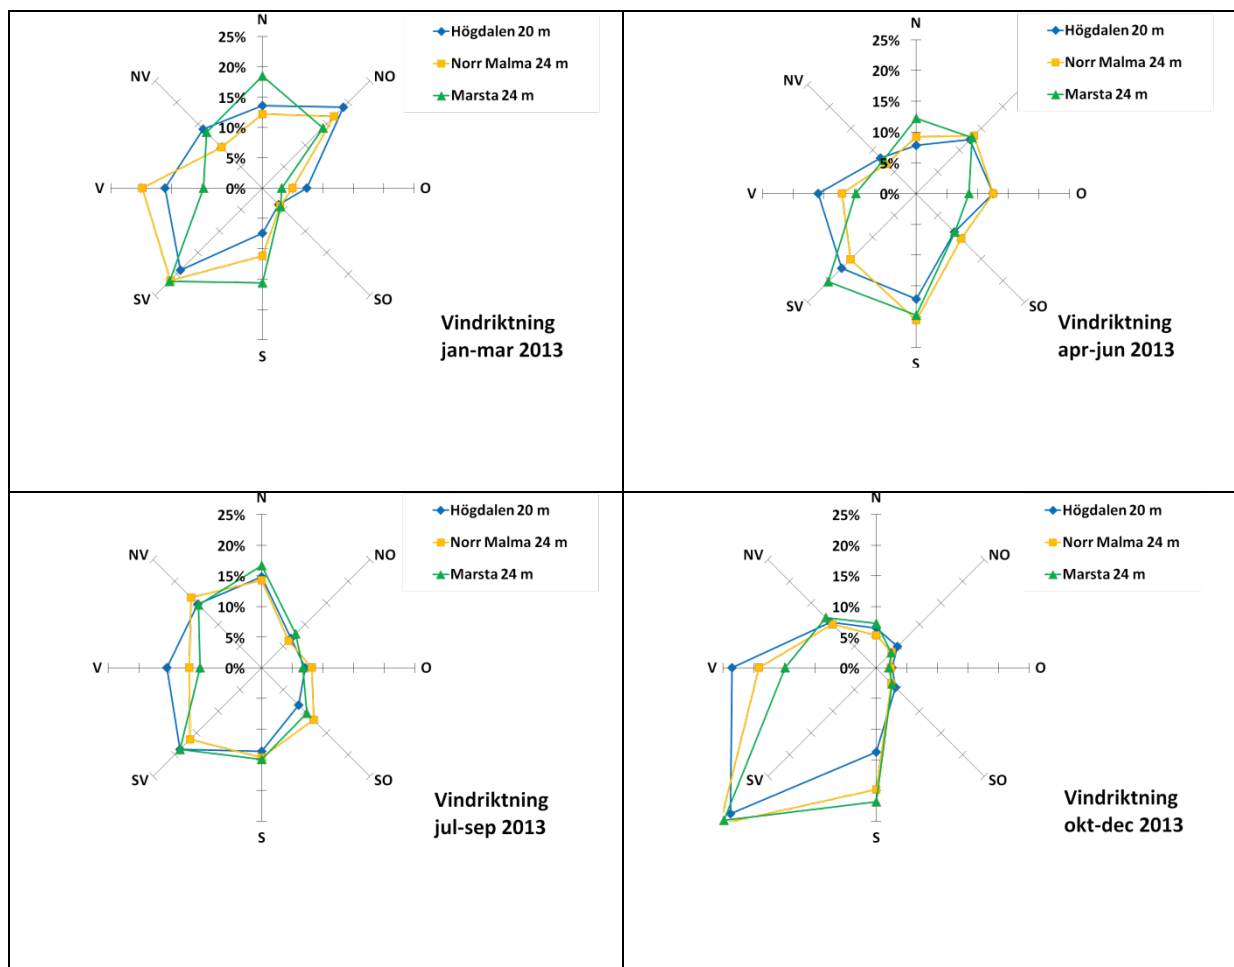 N
25%
20%
15%
10%
5%
0%
NV
NO
V
O
SV
SO
S
Högdalen 20 m
Norr Malma 24 m
Marsta 24 m
Vindriktning
jan-mar 2013
N
25%
20%
15%
10%
5%
0%
NV
V
O
SV
SO
S
Högdalen 20 m
Norr Malma 24 m
Marsta 24 m
Vindriktning
apr-jun 2013
N
25%
20%
15%
10%
5%
0%
NV
NO
V
O
SV
SO
S
Högdalen 20 m
Norr Malma 24 m
Marsta 24 m
Vindriktning
jul-sep 2013
N
25%
20%
15%
10%
5%
0%
NV
NO
V
O
SV
SO
S
Högdalen 20 m
Norr Malma 24 m
Marsta 24 m
Vindriktning
okt-dec 2013